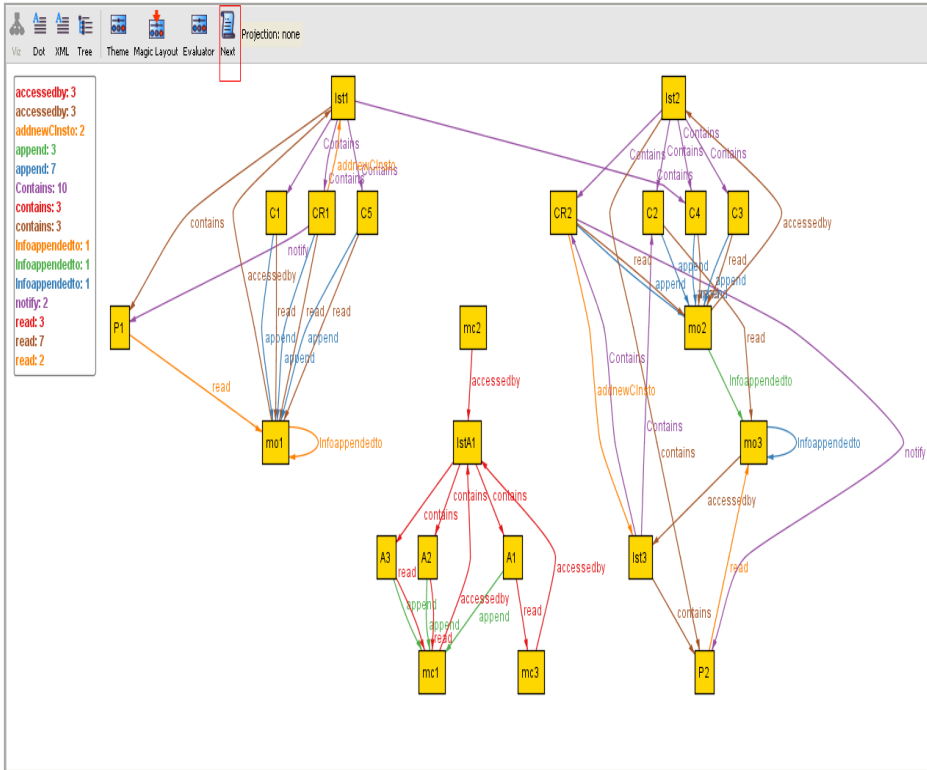 Viz Dot XML Tree Theme Magic Layout Evaluator Next Projection: none
accessedby: 3
accessedby: 3
addnewCInsto: 2
append: 3
append: 7
Contains: 10
contains: 3
contains: 3
Infoappendedto: 1
Infoappendedto: 1
Infoappendedto: 1
notify: 2
read: 3
read: 7
read: 2
lst1
lst2
Contains
addnewCInsto
Contains
Contains
Contains
Contains
Contains
Contains
C1
CR1
C5
CR2
C2
C4
C3
contains
notify
accessedby
accessedby
read
append
read
append
append
P1
read
read
read
append
append
append
mc2
mo2
Contains
read
read
accessedby
addnewCInsto
Infoappendedto
Contains
contains
mo1
Infoappendedto
lstA1
mo3
Infoappendedto
notify
contains
contains
contains
accessedby
A3
A2
A1
lst3
read
accessedby
accessedby
read
append
append
append
read
read
contains
mc1
mc3
P2